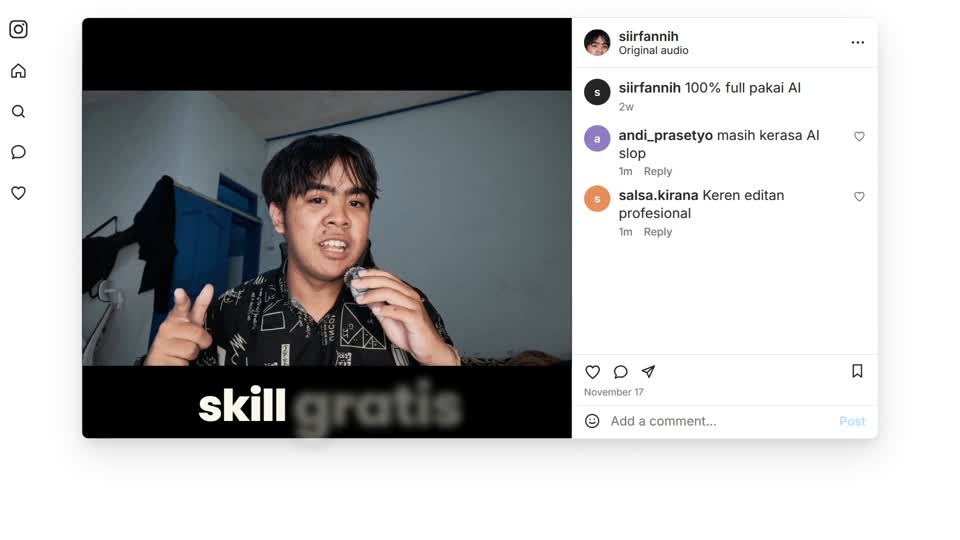 siirfannih
Original audio
s siirfannih 100% full pakai AI
2w
a andi_prasetyo masih kerasa AI
slop
1m Reply
s salsa.kirana Keren editan
profesional
1m Reply
skill gratis
November 17
Add a comment...
Post